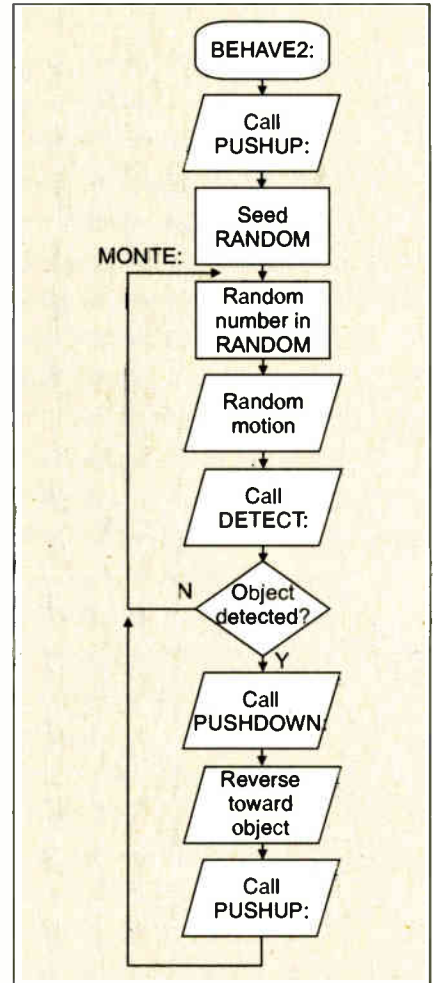 BEHAVE2:
Call
PUSHUP:
Seed
RANDOM
MONTE:
Random
number in
RANDOM
Random
motion
Call
DETECT:
Object
detected?
N
Y
Call
PUSHDOWN:
Reverse
toward
object
Call
PUSHUP: